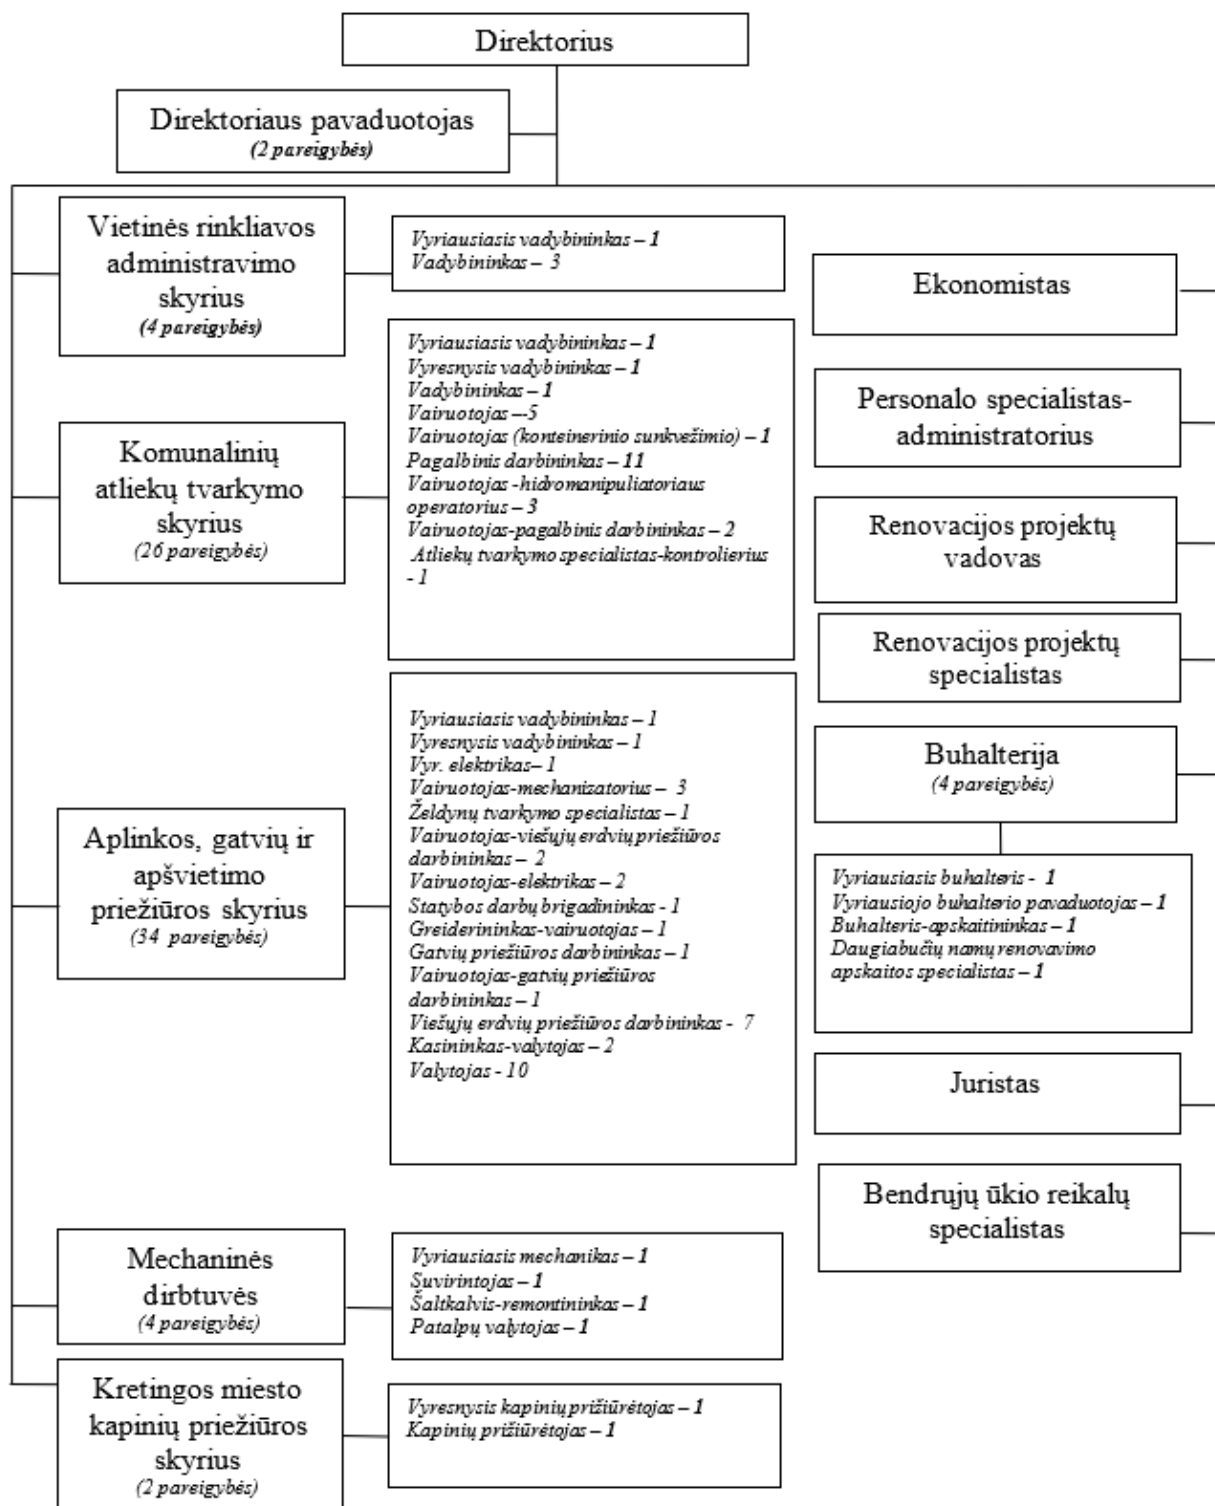 Direktorius
Direktoriaus pavaduotojas
(2 pareigybės)
Vietinės rinkliavos
administravimo
skyrius
(4 pareigybės)
Vyriausiasis vadybininkas – 1
Vadybininkas – 3
Komunalinių
atliekų tvarkymo
skyrius
(26 pareigybės)
Vyriausiasis vadybininkas – 1
Vyresnysis vadybininkas – 1
Vadybininkas – 1
Vairuotojas –-5
Vairuotojas (konteinerinio sunkvežimio) – 1
Pagalbinis darbininkas – 11
Vairuotojas -hidromanipuliatoriaus
operatorius – 3
Vairuotojas-pagalbinis darbininkas – 2
Atliekų tvarkymo specialistas-kontrolierius
- 1
Aplinkos, gatvių ir
apšvietimo
priežiūros skyrius
(34 pareigybės)
Vyriausiasis vadybininkas – 1
Vyresnysis vadybininkas – 1
Vyr. elektrikas– 1
Vairuotojas-mechanizatorius – 3
Želdynų tvarkymo specialistas – 1
Vairuotojas-viešųjų erdvių priežiūros
darbininkas – 2
Vairuotojas-elektrikas – 2
Statybos darbų brigadininkas - 1
Greiderininkas-vairuotojas – 1
Gatvių priežiūros darbininkas – 1
Vairuotojas-gatvių priežiūros
darbininkas – 1
Viešųjų erdvių priežiūros darbininkas - 7
Kasininkas-valytojas – 2
Valytojas - 10
Mechaninės
dirbtuvės
(4 pareigybės)
Vyriausiasis mechanikas – 1
Suvirintojas – 1
Šaltkalvis-remontininkas – 1
Patalpų valytojas – 1
Kretingos miesto
kapinių priežiūros
skyrius
(2 pareigybės)
Vyresnysis kapinių prižiūrėtojas – 1
Kapinių prižiūrėtojas – 1
Ekonomistas
Personalo specialistas-
administratorius
Renovacijos projektų
vadovas
Renovacijos projektų
specialistas
Buhalterija
(4 pareigybės)
Vyriausiasis buhalteris - 1
Vyriausiojo buhalterio pavaduotojas – 1
Buhalteris-apskaitininkas – 1
Daugiabučių namų renovavimo
apskaitos specialistas – 1
Juristas
Bendrųjų ūkio reikalų
specialistas